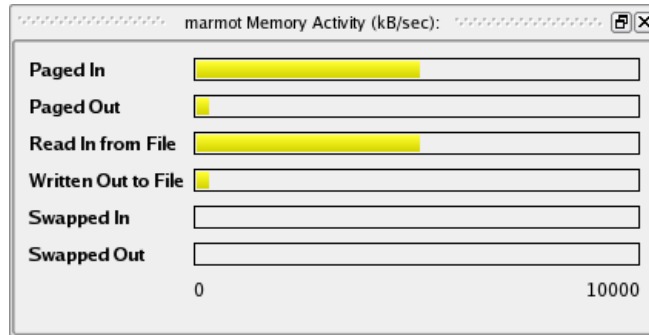 marmot Memory Activity (kB/sec):
Paged In
Paged Out
Read In from File
Written Out to File
Swapped In
Swapped Out
0 10000